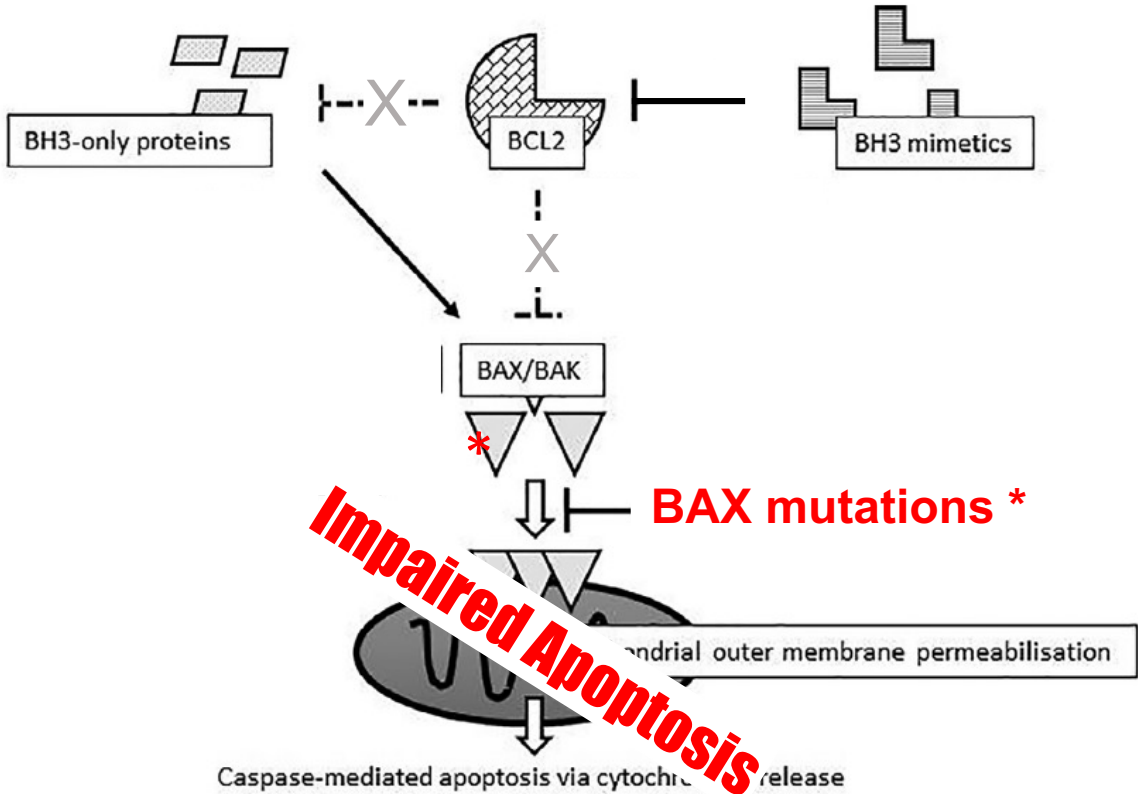 BH3-only proteins
X
BCL2
BH3 mimetics
X
BAX/BAK
*
BAX mutations *
Impaired Apoptosis
ondrial outer membrane permeabilisation
Caspase-mediated apoptosis via cytochr release